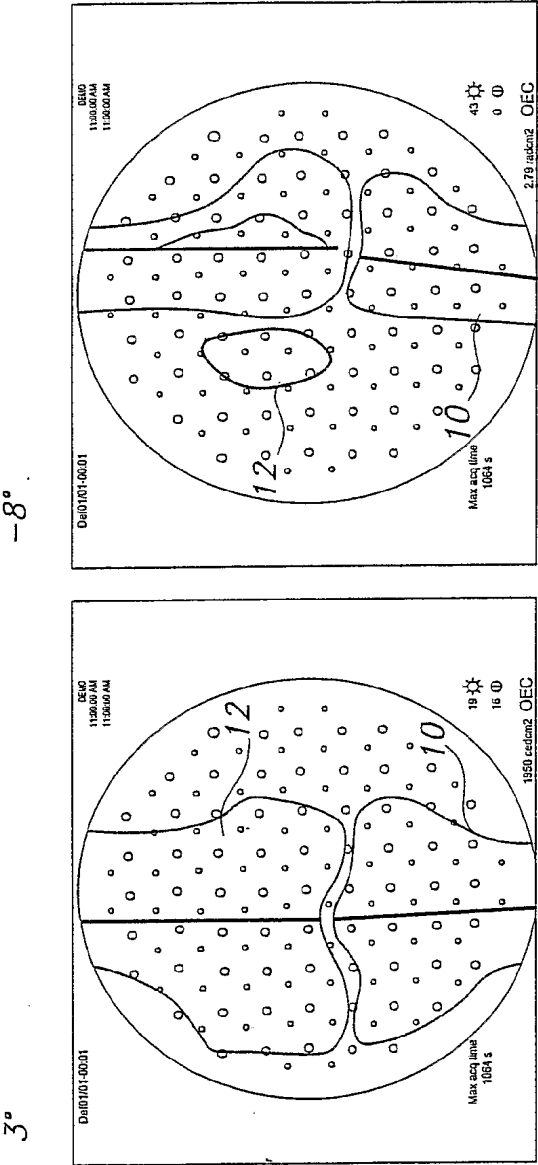 -8°
Dal01/01-00:01
DEMO
11:00:00 AM
11:00:00 AM
12
10
Max acq time
1064 s
43
0
2.79 radcm2 OEC
3°
Dal01/01-00:01
DEMO
11:00:00 AM
11:00:00 AM
12
10
Max acq time
1064 s
19
16
1950 cedcm2 OEC